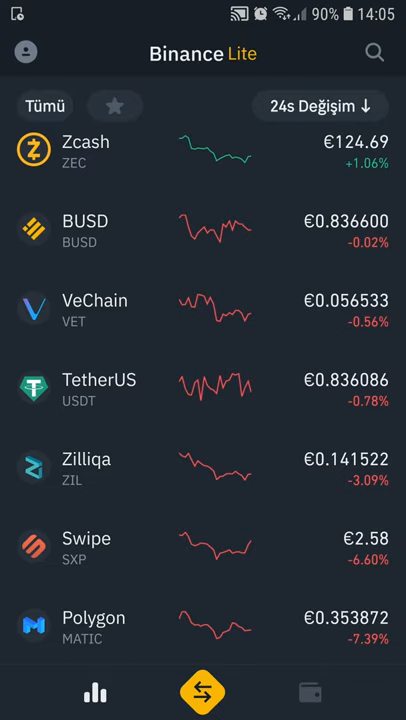 90% 14:05
Binance Lite
Tümü 24s Değişim ↓
Zcash €124.69
ZEC +1.06%
BUSD €0.836600
BUSD -0.02%
VeChain €0.056533
VET -0.56%
TetherUS €0.836086
USDT -0.78%
Zilliqa €0.141522
ZIL -3.09%
Swipe €2.58
SXP -6.60%
Polygon €0.353872
MATIC -7.39%